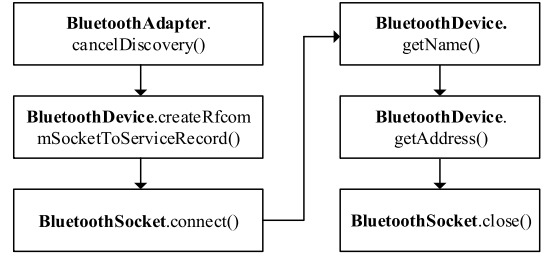 BluetoothAdapter.
cancelDiscovery()
BluetoothDevice.createRfcom
mSocketToServiceRecord()
BluetoothSocket.connect()
BluetoothDevice.
getName()
BluetoothDevice.
getAddress()
BluetoothSocket.close()